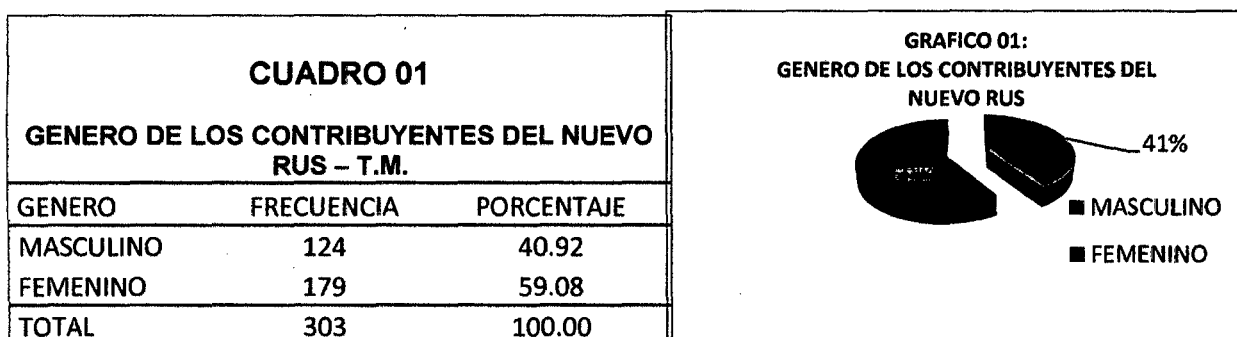 CUADRO 01
GENERO DE LOS CONTRIBUYENTES DEL NUEVO
RUS – T.M.
GENERO FRECUENCIA PORCENTAJE
MASCULINO 124 40.92
FEMENINO 179 59.08
TOTAL 303 100.00
GRAFICO 01:
GENERO DE LOS CONTRIBUYENTES DEL
NUEVO RUS
41%
MASCULINO
FEMENINO